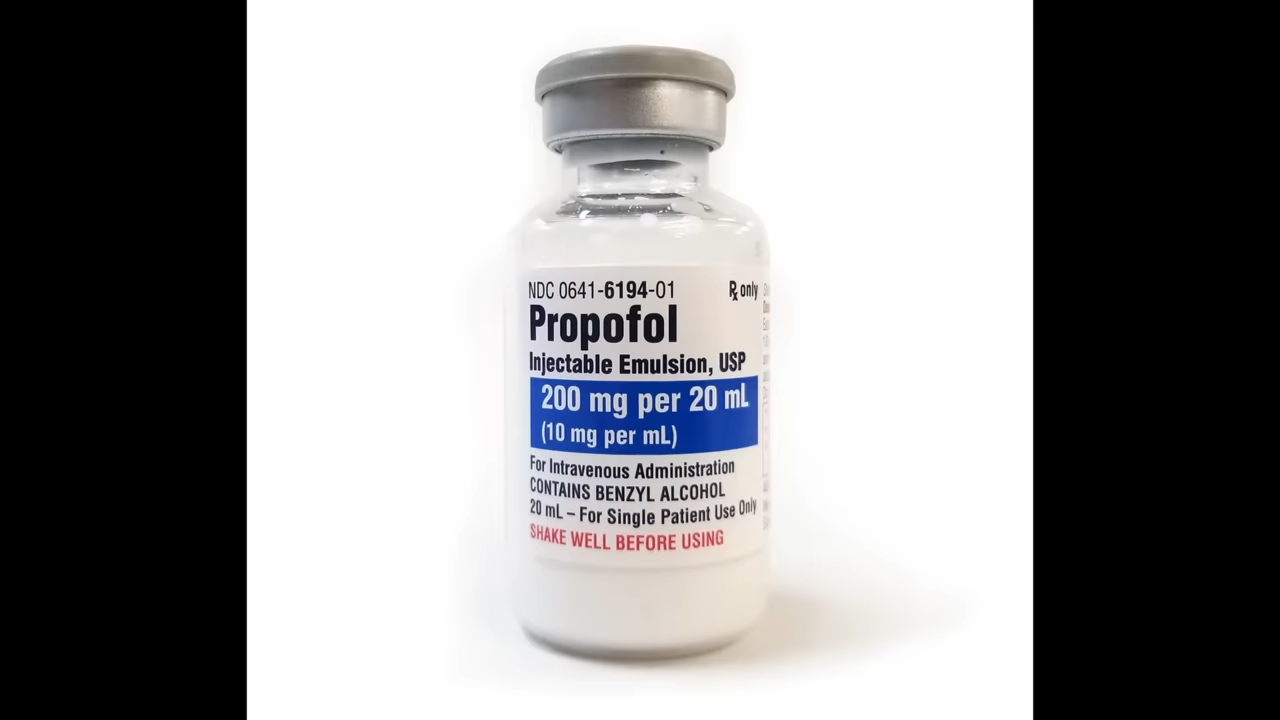 NDC 0641-6194-01 ℞ only
Propofol
Injectable Emulsion, USP
200 mg per 20 mL
(10 mg per mL)
For Intravenous Administration
CONTAINS BENZYL ALCOHOL
20 mL – For Single Patient Use Only
SHAKE WELL BEFORE USING